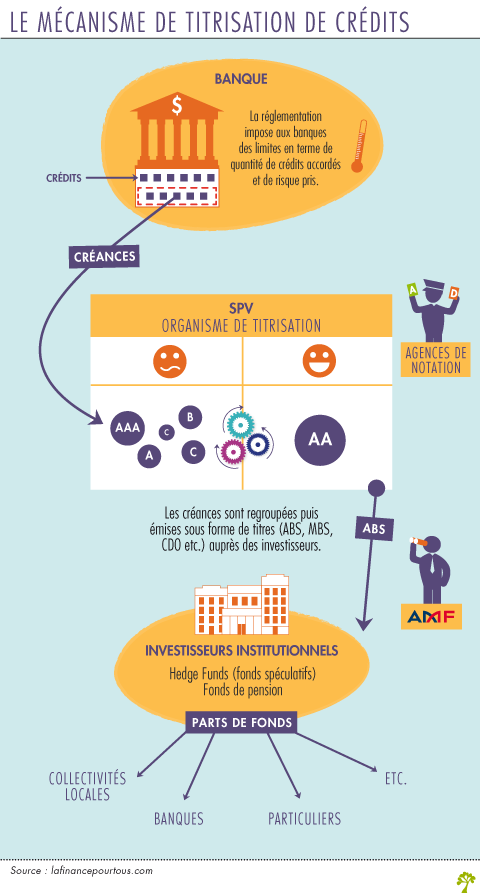 LE MÉCANISME DE TITRISATION DE CRÉDITS
BANQUE
$
La réglementation
impose aux banques
des limites en terme de
quantité de crédits accordés
et de risque pris.
CRÉDITS
CRÉANCES
SPV
ORGANISME DE TITRISATION
A
D
AGENCES DE
NOTATION
AAA
B
C
A
C
AA
Les créances sont regroupées puis
émises sous forme de titres (ABS, MBS,
CDO etc.) auprès des investisseurs.
ABS
AMF
INVESTISSEURS INSTITUTIONNELS
Hedge Funds (fonds spéculatifs)
Fonds de pension
PARTS DE FONDS
COLLECTIVITÉS
LOCALES
BANQUES
PARTICULIERS
ETC.
Source : lafinancepourtous.com